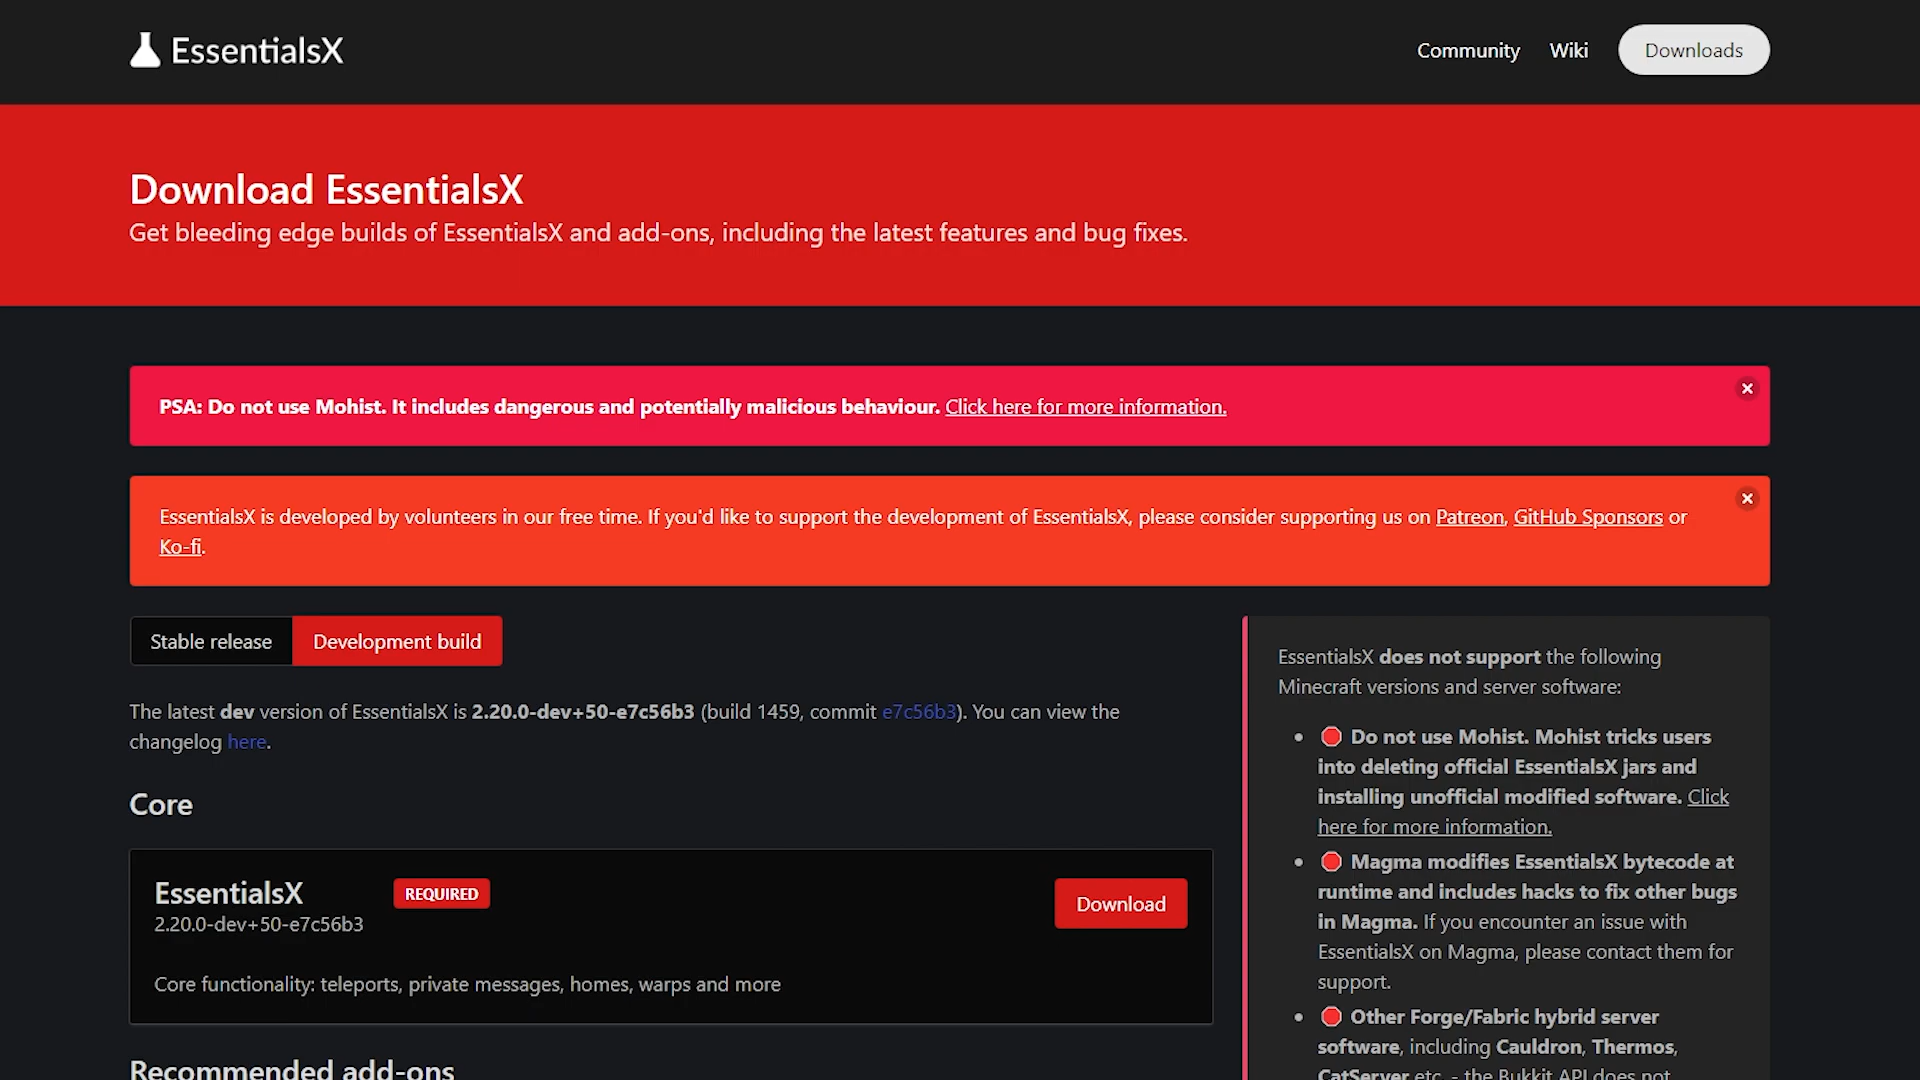 EssentialsX
Community
Wiki
Downloads
Download EssentialsX
Get bleeding edge builds of EssentialsX and add-ons, including the latest features and bug fixes.
PSA: Do not use Mohist. It includes dangerous and potentially malicious behaviour. Click here for more information.
EssentialsX is developed by volunteers in our free time. If you'd like to support the development of EssentialsX, please consider supporting us on Patreon, GitHub Sponsors or
Ko-fi.
Stable release
Development build
The latest dev version of EssentialsX is 2.20.0-dev+50-e7c56b3 (build 1459, commit e7c56b3). You can view the
changelog here.
Core
EssentialsX
REQUIRED
2.20.0-dev+50-e7c56b3
Download
Core functionality: teleports, private messages, homes, warps and more
Recommended add-ons
EssentialsX does not support the following
Minecraft versions and server software:
Do not use Mohist. Mohist tricks users
into deleting official EssentialsX jars and
installing unofficial modified software. Click
here for more information.
Magma modifies EssentialsX bytecode at
runtime and includes hacks to fix other bugs
in Magma. If you encounter an issue with
EssentialsX on Magma, please contact them for
support.
Other Forge/Fabric hybrid server
software, including Cauldron, Thermos,
CatServer etc. - the Bukkit API does not